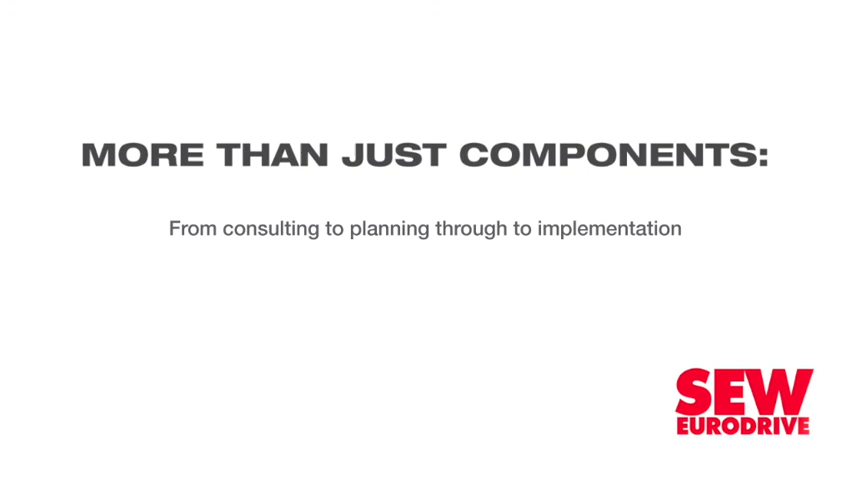 MORE THAN JUST COMPONENTS:
From consulting to planning through to implementation
SEW
EURODRIVE